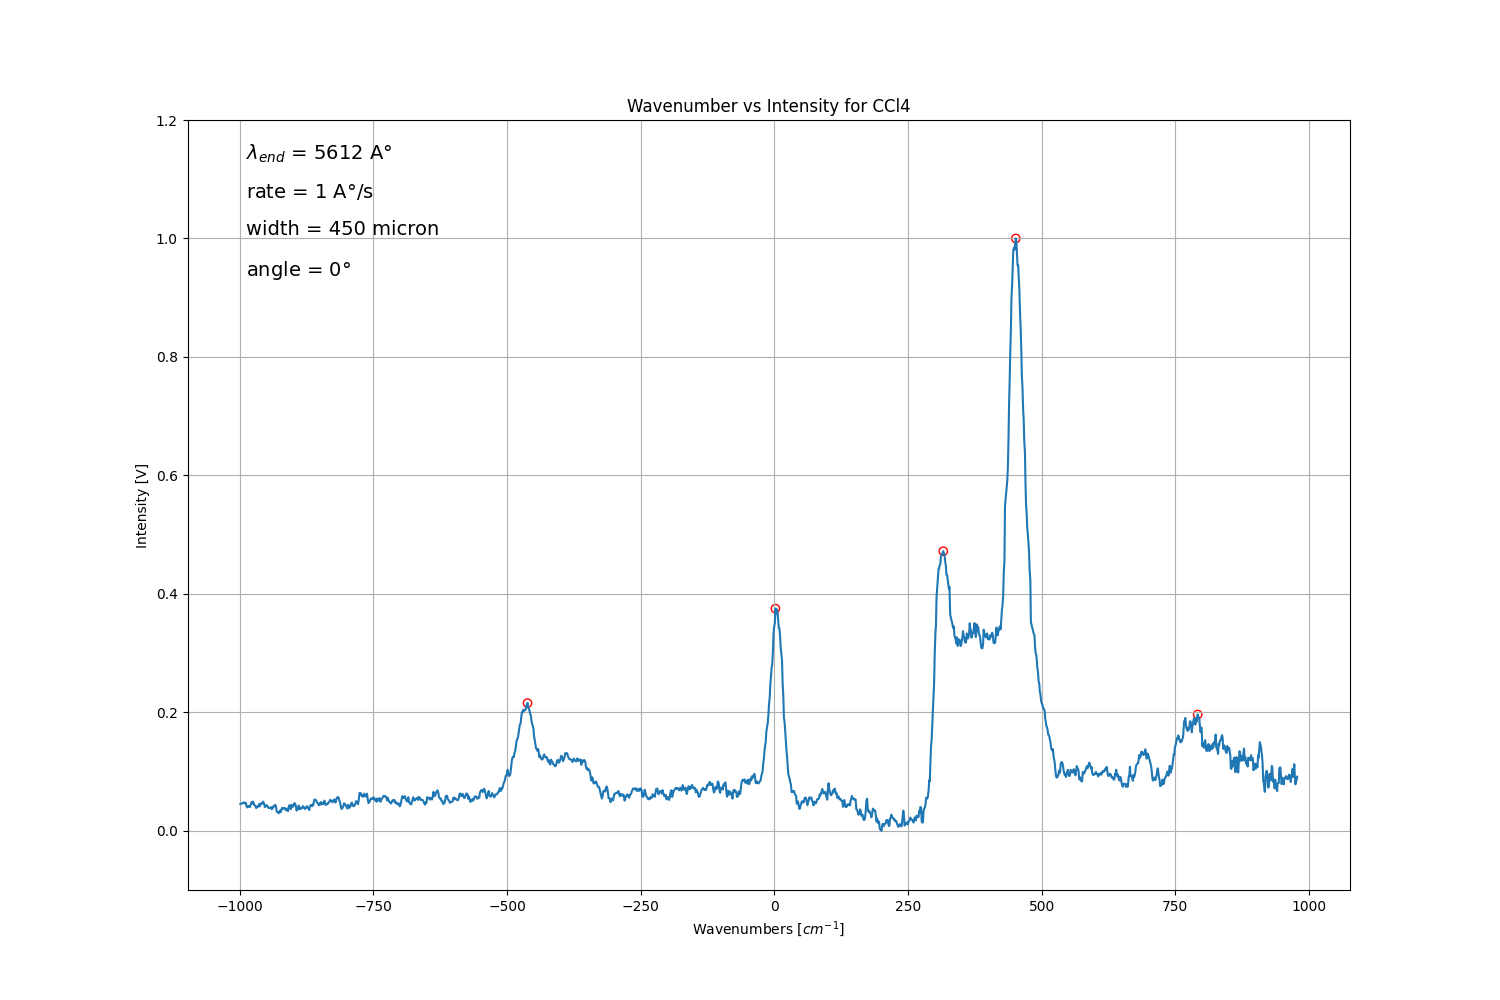 Wavenumber vs Intensity for CCl4
λend = 5612 A°
rate = 1 A°/s
width = 450 micron
angle = 0°
Intensity [V]
1.2
1.0
0.8
0.6
0.4
0.2
0.0
−1000 −750 −500 −250 0 250 500 750 1000
Wavenumbers [cm⁻¹]